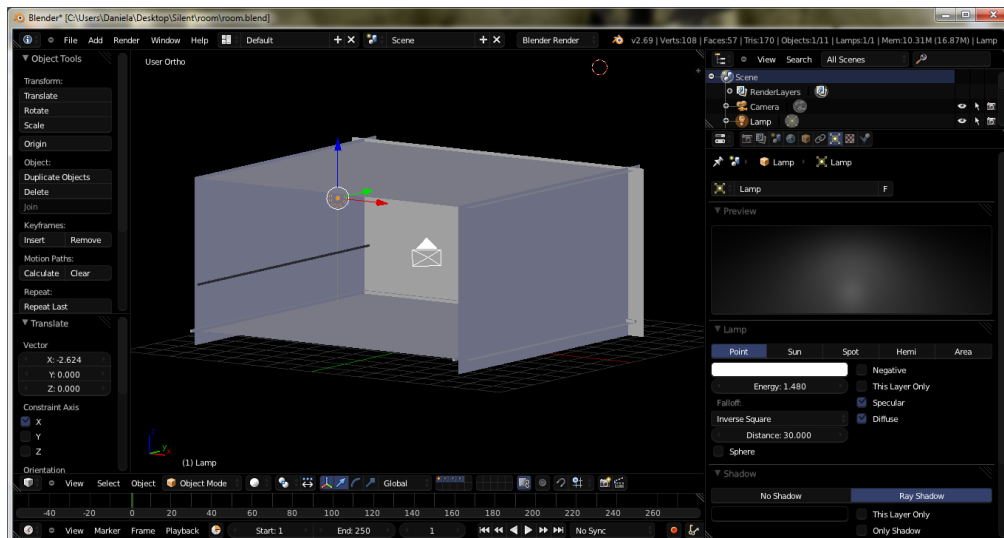 Blender* [C:\Users\Daniela\Desktop\Silent\room\room.blend]
File Add Render Window Help Default Scene Blender Render v2.69 | Verts:108 | Faces:57 | Tris:170 | Objects:1/11 | Lamps:1/1 | Mem:10.31M (16.87M) | Lamp
Object Tools
Transform:
Translate
Rotate
Scale
Origin
Object:
Duplicate Objects
Delete
Join
Keyframes:
Insert Remove
Motion Paths:
Calculate Clear
Repeat:
Repeat Last
Translate
Vector
X: -2.624
Y: 0.000
Z: 0.000
Constraint Axis
X
Y
Z
Orientation
User Ortho
(1) Lamp
View Select Object Object Mode Global
-40 -20 0 20 40 60 80 100 120 140 160 180 200 220 240 260
View Marker Frame Playback Start: 1 End: 250 1 No Sync
View Search All Scenes
Scene
RenderLayers
Camera
Lamp
Lamp Lamp
Lamp F
Preview
Lamp
Point Sun Spot Hemi Area
Negative
Energy: 1.480 This Layer Only
Falloff: Specular
Inverse Square Diffuse
Distance: 30.000
Sphere
Shadow
No Shadow Ray Shadow
This Layer Only
Only Shadow